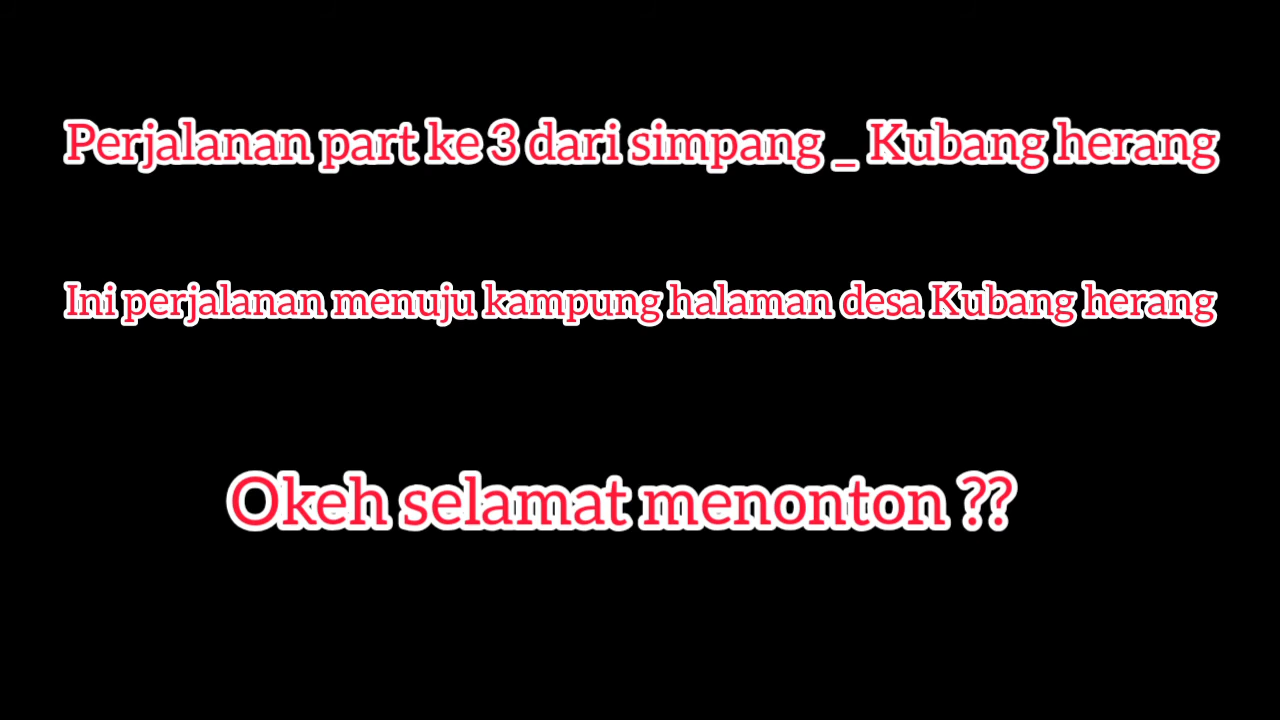 Perjalanan part ke 3 dari simpang _ Kubang herang
Ini perjalanan menuju kampung halaman desa Kubang herang
Okeh selamat menonton ??